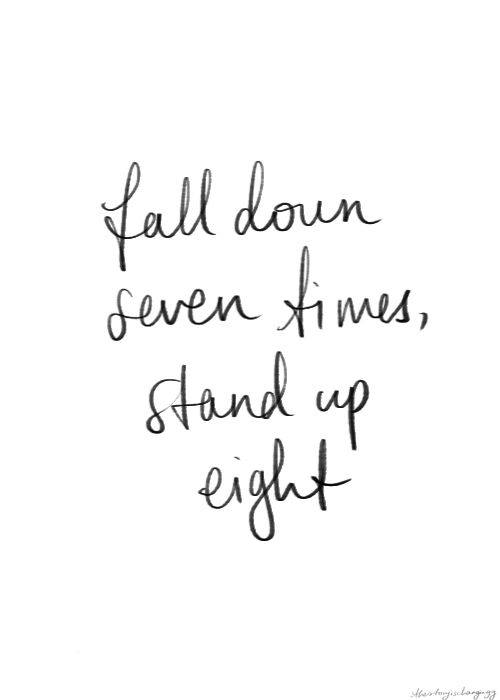 fall down
seven times,
stand up
eight